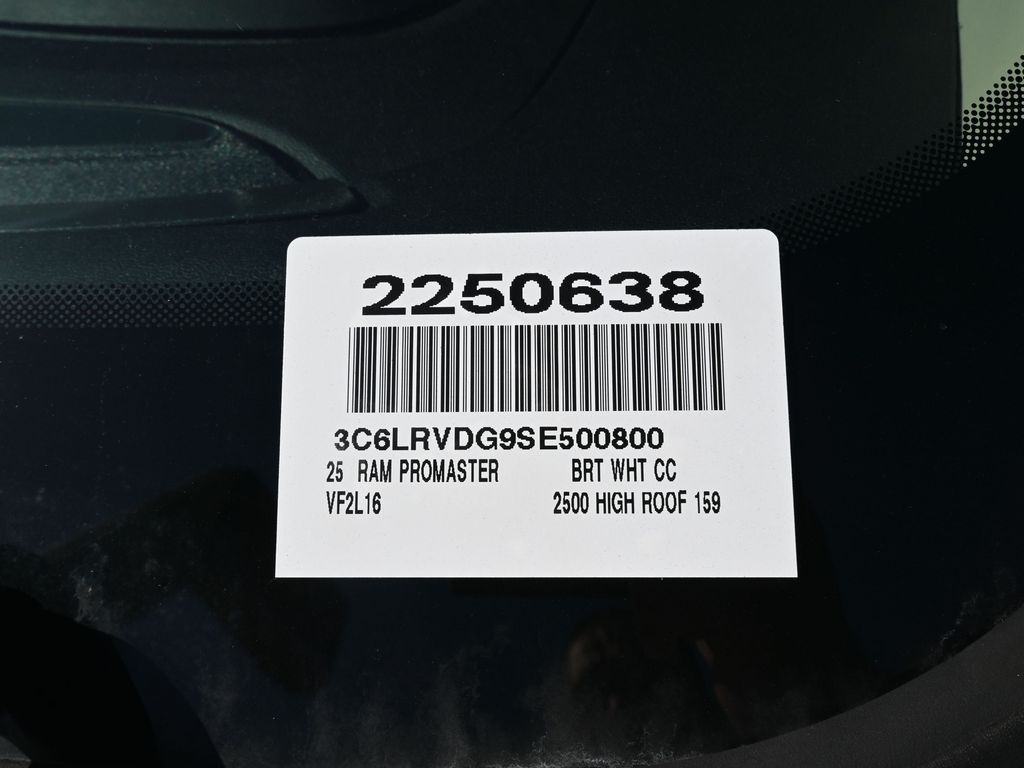 2250638
3C6LRVDG9SE500800
25 RAM PROMASTER BRT WHT CC
VF2L16 2500 HIGH ROOF 159